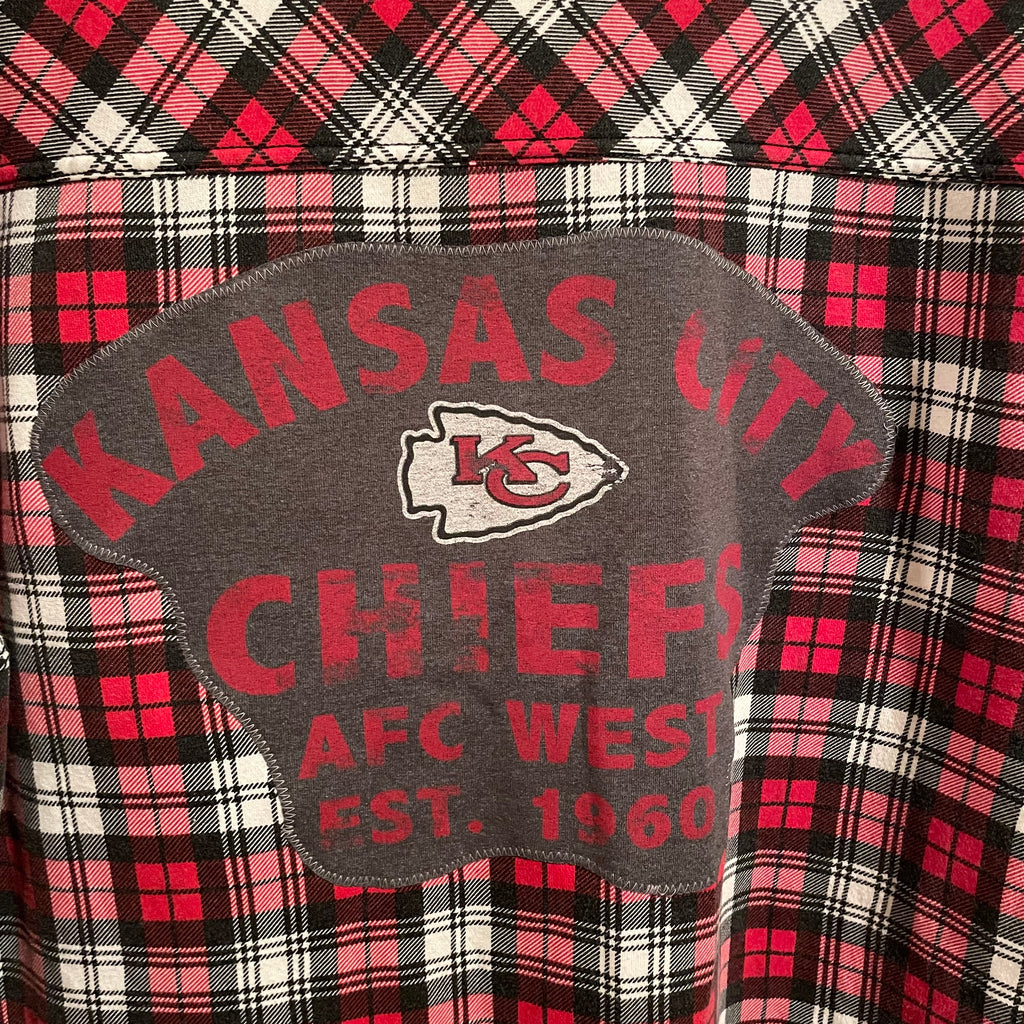 KANSAS CITY
KC
CHIEFS
AFC WEST
EST. 1960